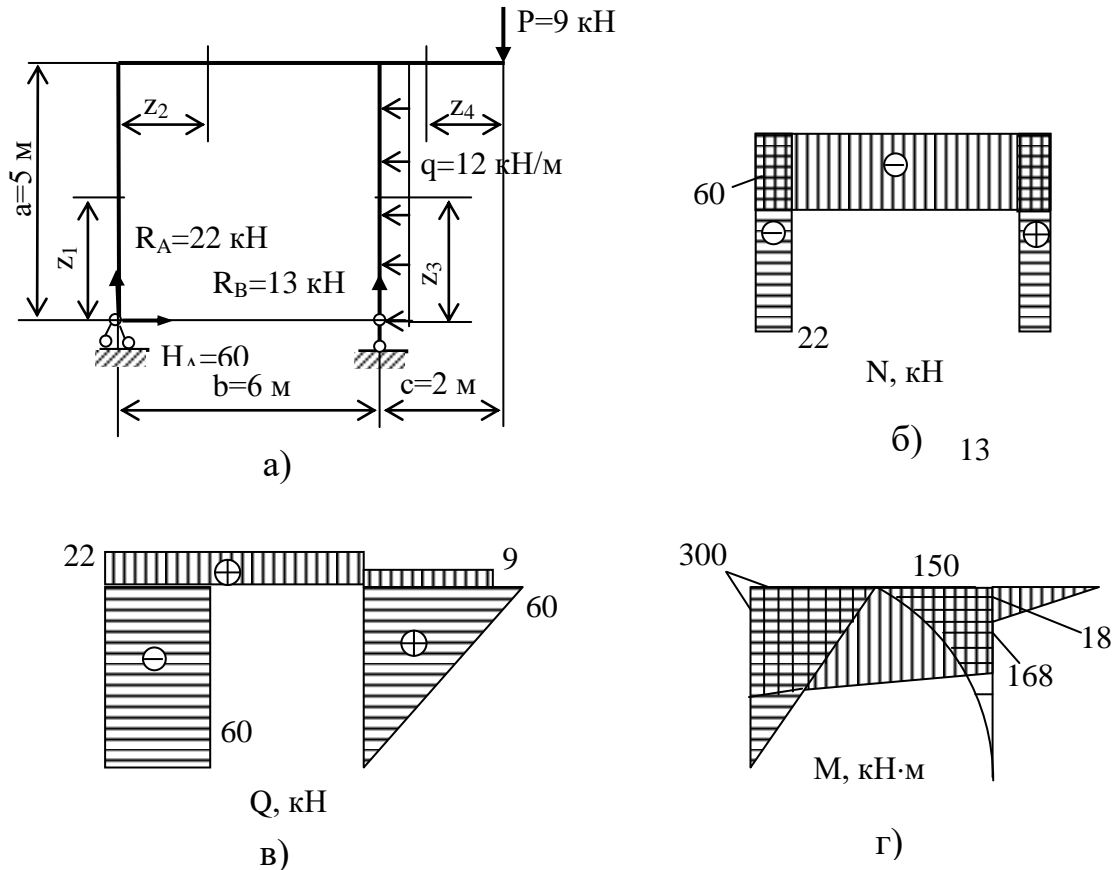 P=9 кН
z₂
z₄
a=5 м
q=12 кН/м
z₁
R_A=22 кН
R_B=13 кН
z₃
H_A=60
b=6 м
c=2 м
а)
60
22
N, кН
б)
13
22
9
60
60
Q, кН
в)
300
150
18
168
M, кН·м
г)